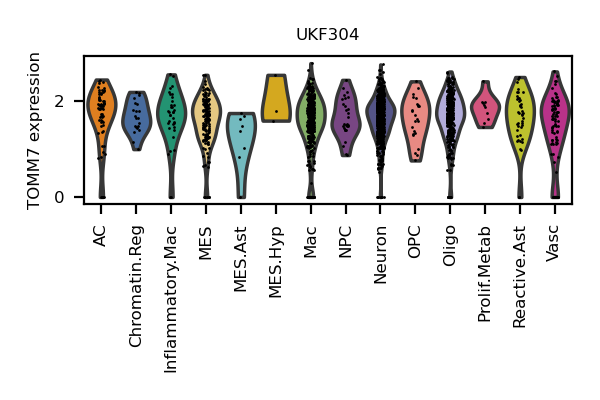 UKF304
TOMM7 expression
2
0
AC
Chromatin.Reg
Inflammatory.Mac
MES
MES.Ast
MES.Hyp
Mac
NPC
Neuron
OPC
Oligo
Prolif.Metab
Reactive.Ast
Vasc